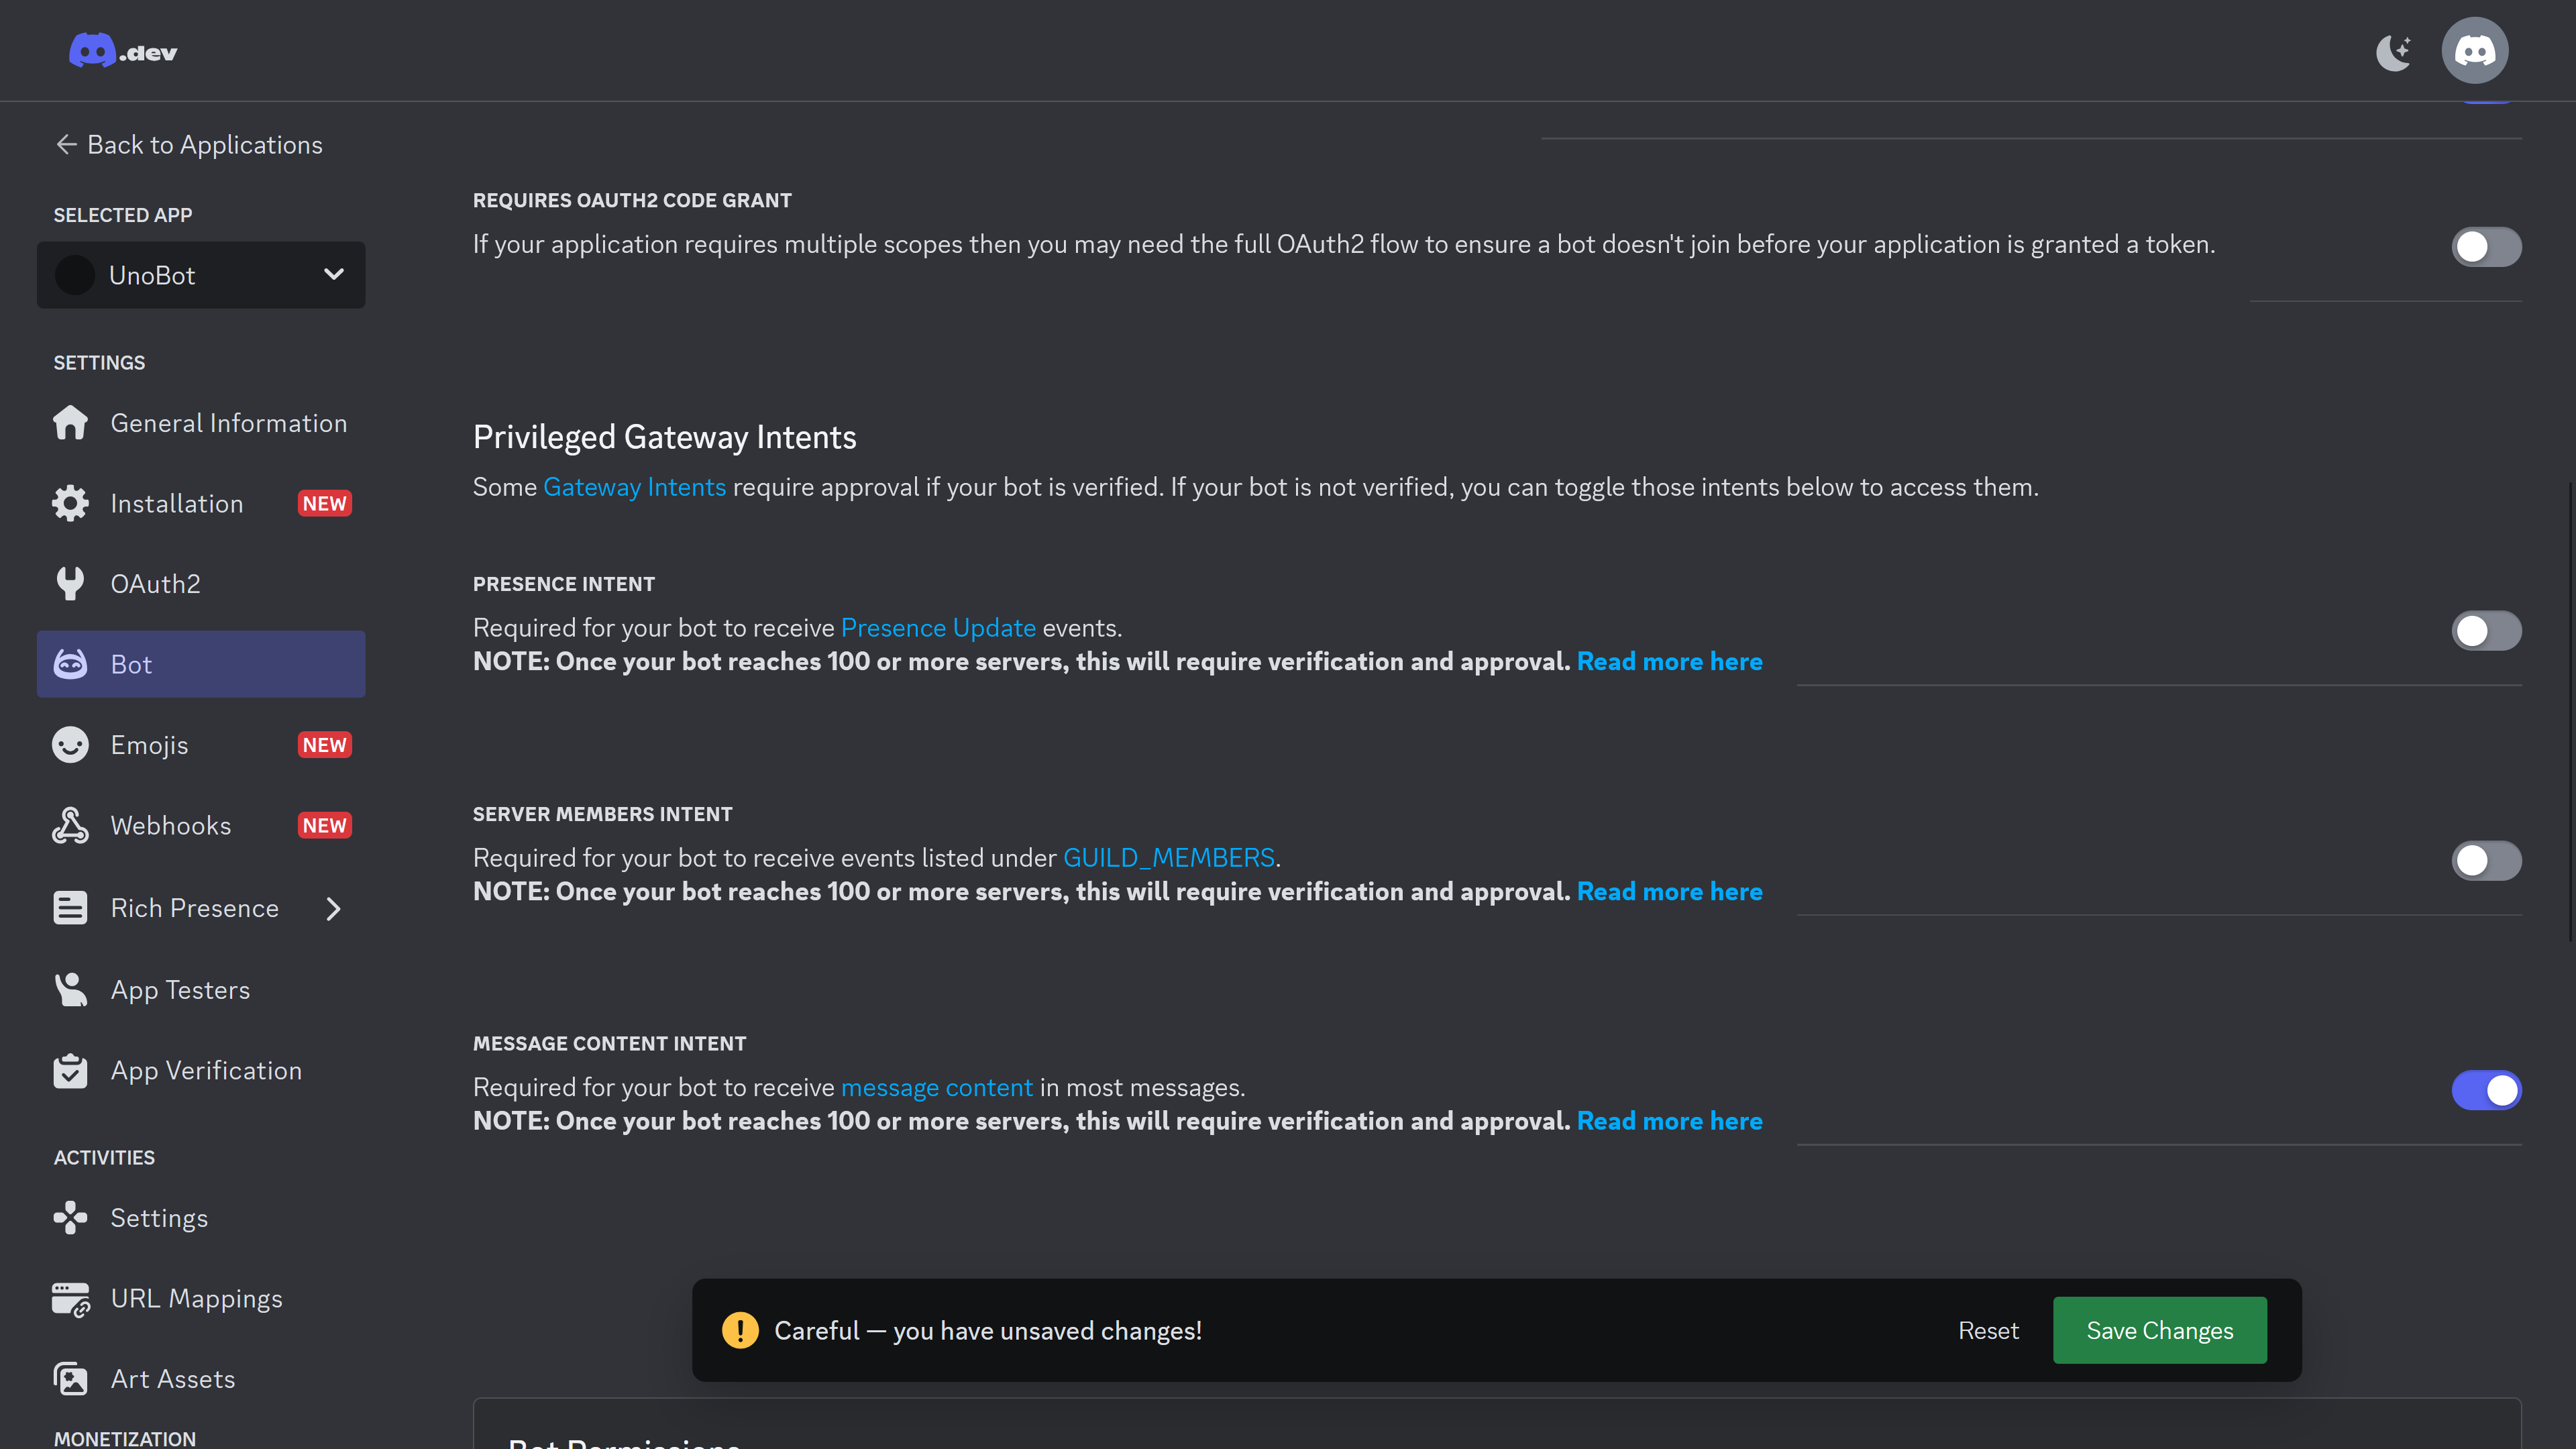 .dev
Back to Applications
SELECTED APP
UnoBot
SETTINGS
General Information
Installation NEW
OAuth2
Bot
Emojis NEW
Webhooks NEW
Rich Presence
App Testers
App Verification
ACTIVITIES
Settings
URL Mappings
Art Assets
MONETIZATION
REQUIRES OAUTH2 CODE GRANT
If your application requires multiple scopes then you may need the full OAuth2 flow to ensure a bot doesn't join before your application is granted a token.
Privileged Gateway Intents
Some Gateway Intents require approval if your bot is verified. If your bot is not verified, you can toggle those intents below to access them.
PRESENCE INTENT
Required for your bot to receive Presence Update events.
NOTE: Once your bot reaches 100 or more servers, this will require verification and approval. Read more here
SERVER MEMBERS INTENT
Required for your bot to receive events listed under GUILD_MEMBERS.
NOTE: Once your bot reaches 100 or more servers, this will require verification and approval. Read more here
MESSAGE CONTENT INTENT
Required for your bot to receive message content in most messages.
NOTE: Once your bot reaches 100 or more servers, this will require verification and approval. Read more here
Careful — you have unsaved changes!
Reset
Save Changes
Bot Permissions